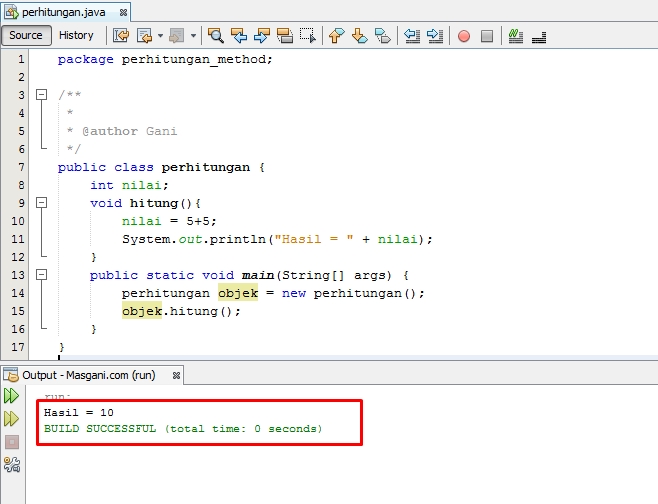 perhitungan.java
Source History
1 package perhitungan_method;
2
3 /**
4 *
5 * @author Gani
6 */
7 public class perhitungan {
8 int nilai;
9 void hitung(){
10 nilai = 5+5;
11 System.out.println("Hasil = " + nilai);
12 }
13 public static void main(String[] args) {
14 perhitungan objek = new perhitungan();
15 objek.hitung();
16 }
17 }
Output - Masgani.com (run)
run:
Hasil = 10
BUILD SUCCESSFUL (total time: 0 seconds)